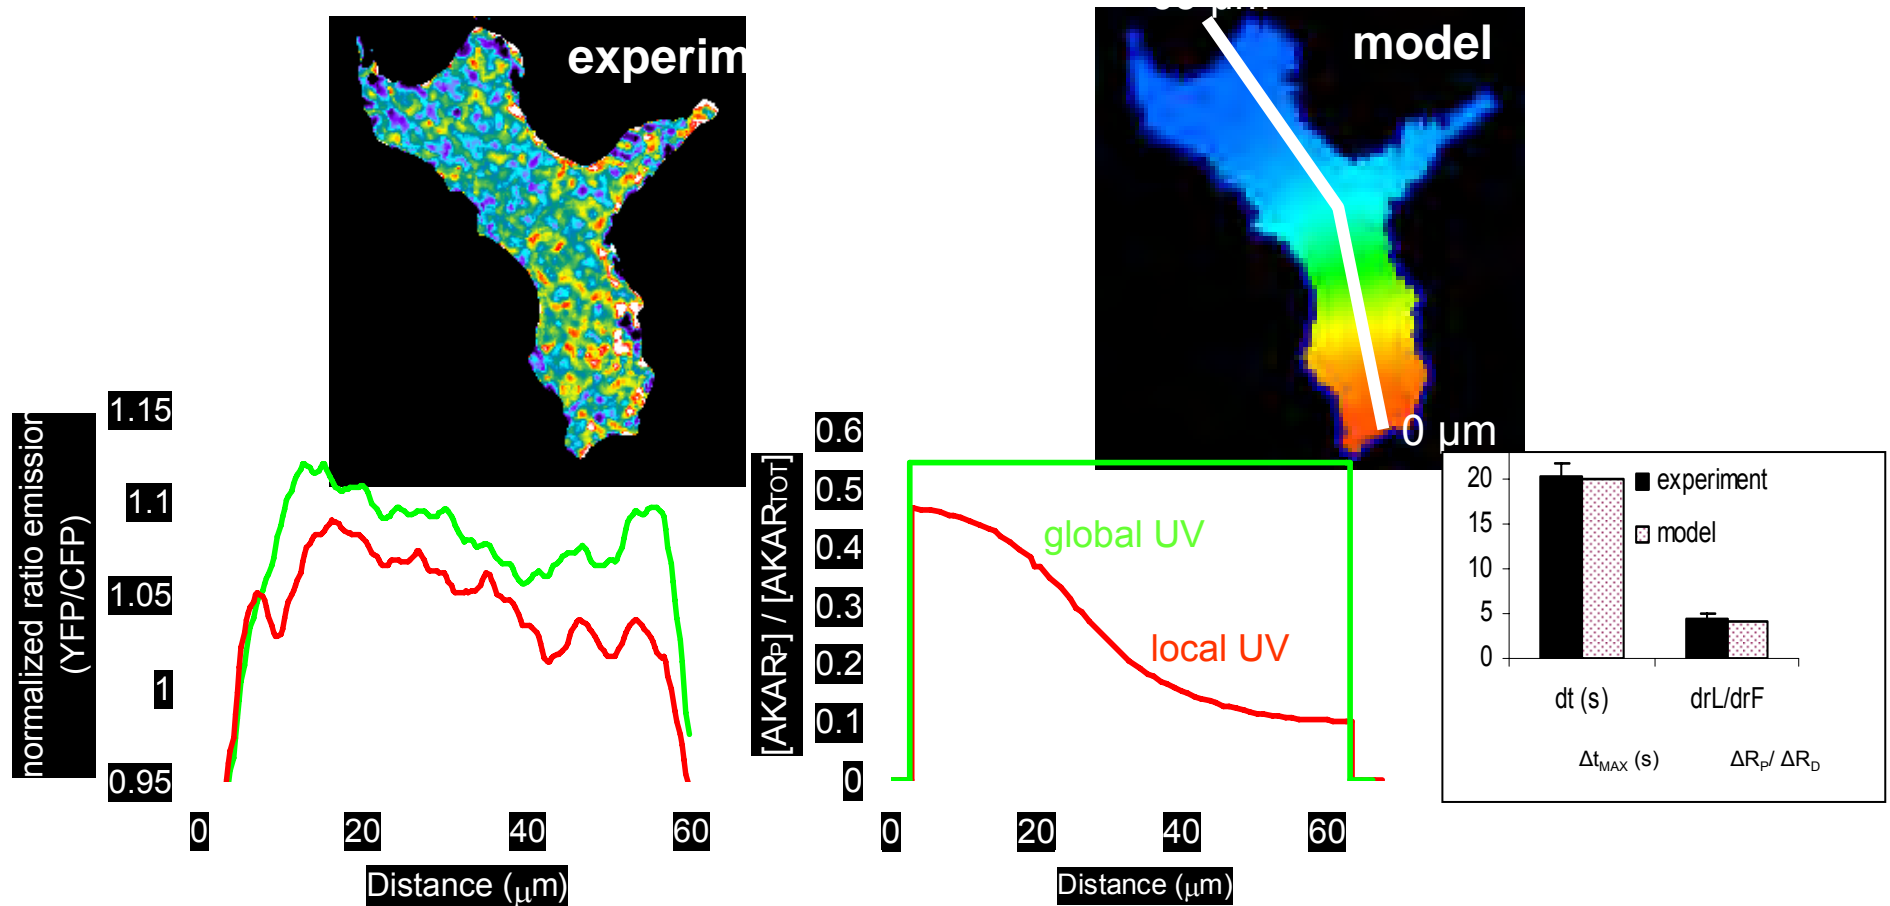 experim
model
0 µm
normalized ratio emission
(YFP/CFP)
1.15
1.1
1.05
1
0.95
0
20
40
60
Distance (μm)
[AKARP] / [AKARTOT]
0.6
0.5
0.4
0.3
0.2
0.1
0
global UV
local UV
0
20
40
60
Distance (μm)
20
15
10
5
0
experiment
model
dt (s)
drL/drF
ΔtMAX (s)
ΔRP/ ΔRD